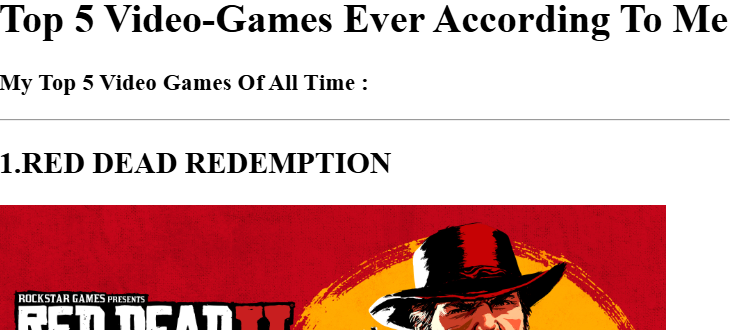 Top 5 Video-Games Ever According To Me
My Top 5 Video Games Of All Time :
1.RED DEAD REDEMPTION
ROCKSTAR GAMES PRESENTS
RED DEAD II